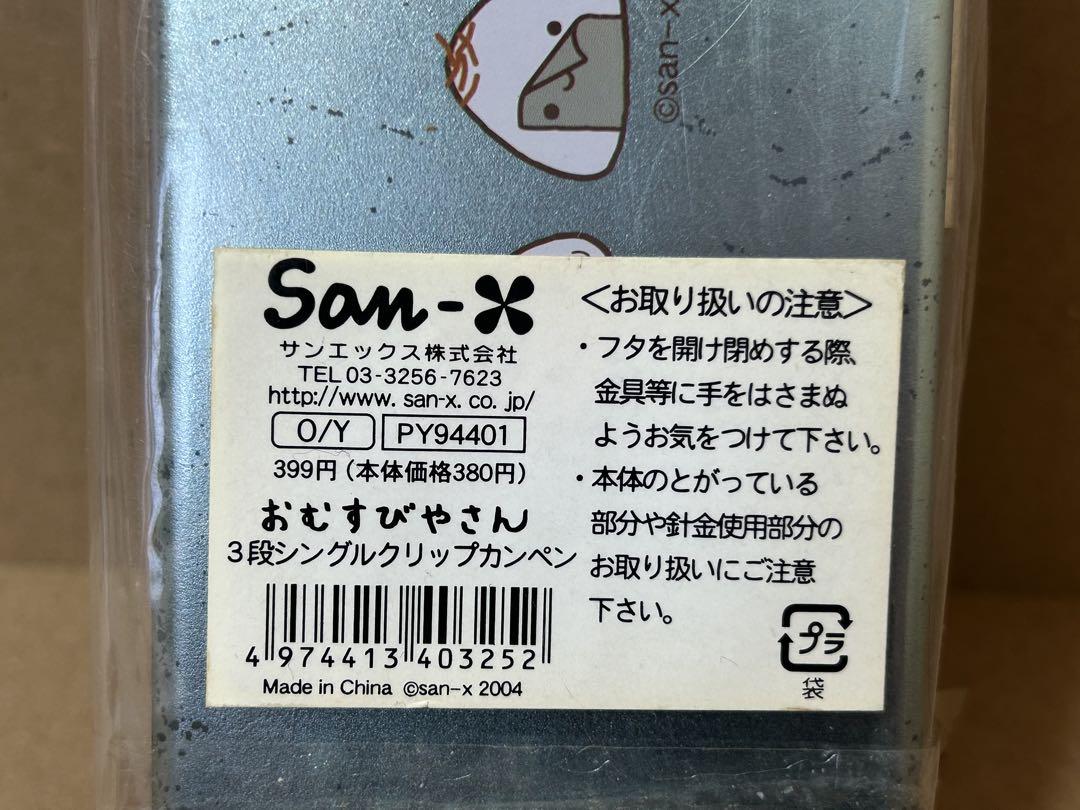 ©san-x
San-X
サンエックス株式会社
TEL 03-3256-7623
http://www. san-x. co. jp/
O/Y PY94401
399円(本体価格380円)
おむすびやさん
3段シングルクリップカンペン
4 974413 403252
Made in China ©san-x 2004
<お取り扱いの注意>
・フタを開け閉めする際、
金具等に手をはさまぬ
ようお気をつけて下さい。
・本体のとがっている
部分や針金使用部分の
お取り扱いにご注意
下さい。
プラ
袋